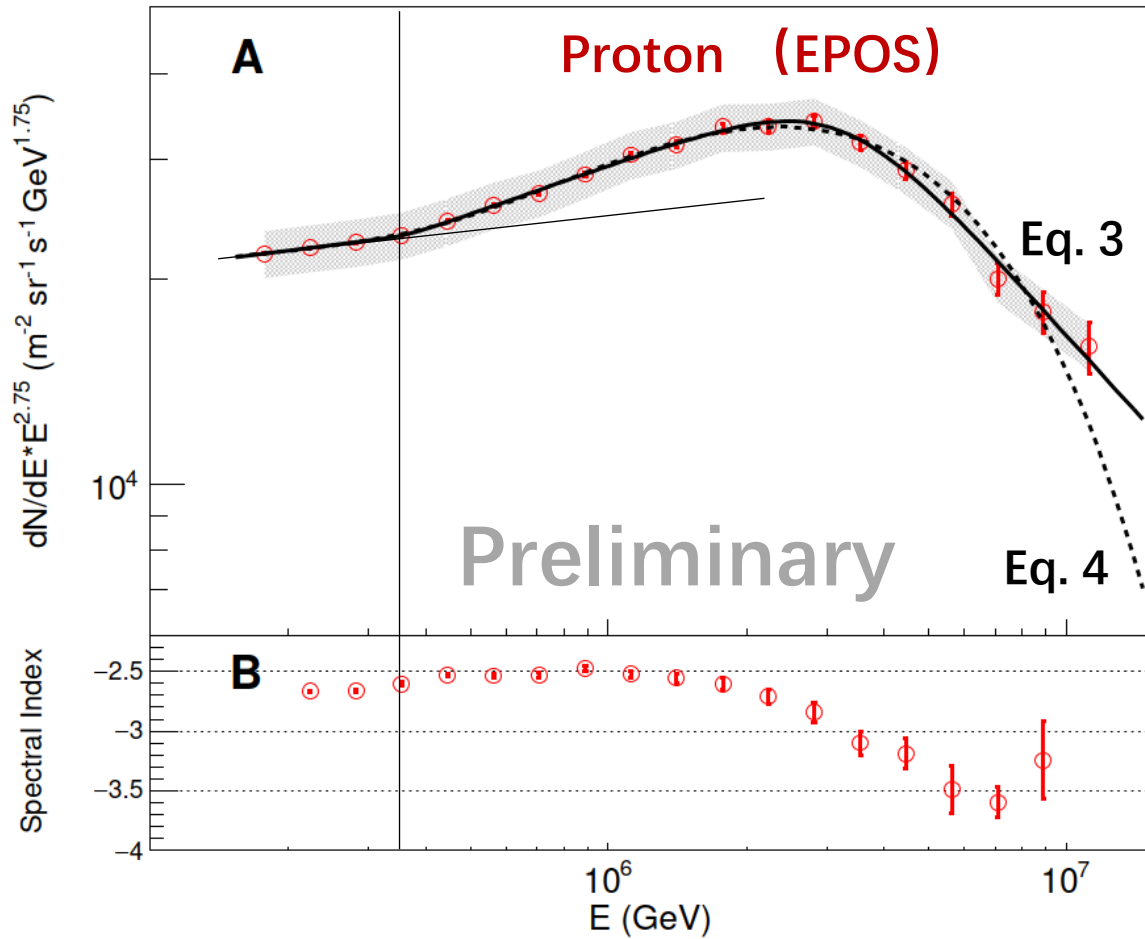 A
Proton (EPOS)
dN/dE*E^2.75 (m^-2 sr^-1 s^-1 GeV^1.75)
10^4
Eq. 3
Eq. 4
Preliminary
B
Spectral Index
−2.5
−3
−3.5
−4
10^6
10^7
E (GeV)